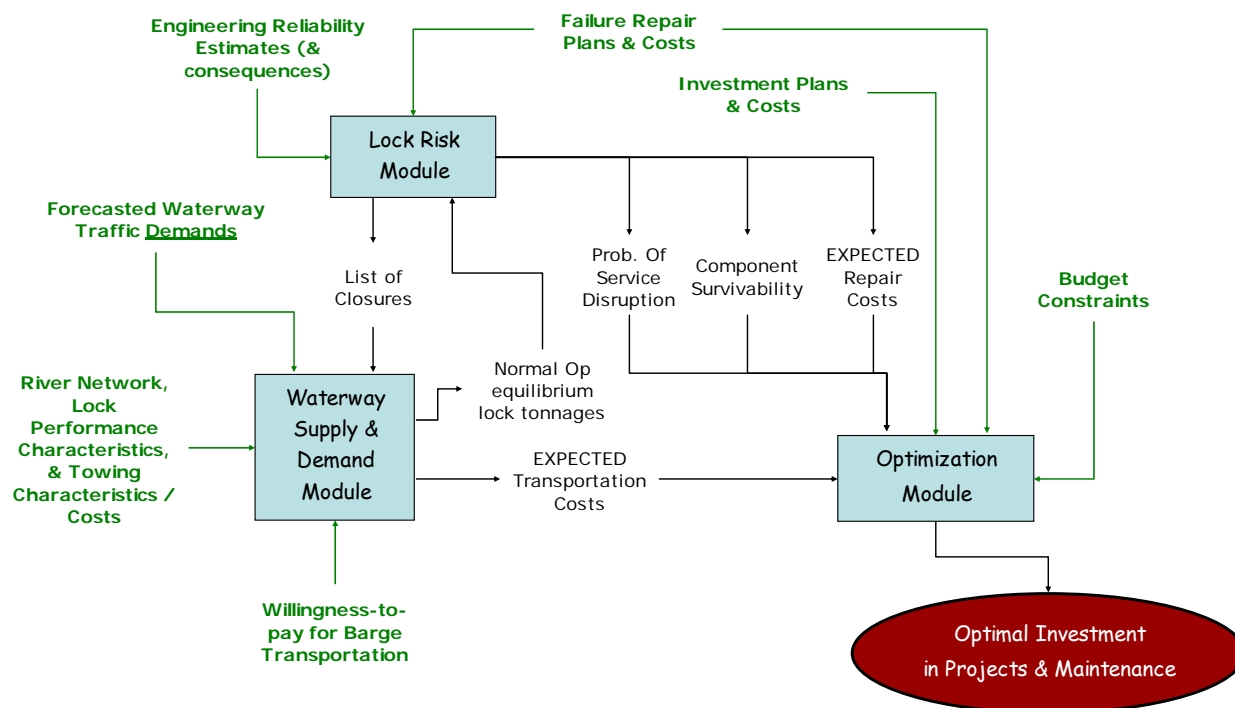 Engineering Reliability
Estimates (&
consequences)
Failure Repair
Plans & Costs
Investment Plans
& Costs
Lock Risk
Module
Forecasted Waterway
Traffic Demands
List of
Closures
Prob. Of
Service
Disruption
Component
Survivability
EXPECTED
Repair
Costs
Budget
Constraints
River Network,
Lock
Performance
Characteristics,
& Towing
Characteristics /
Costs
Waterway
Supply &
Demand
Module
Normal Op
equilibrium
lock tonnages
EXPECTED
Transportation
Costs
Optimization
Module
Willingness-to-
pay for Barge
Transportation
Optimal Investment
in Projects & Maintenance